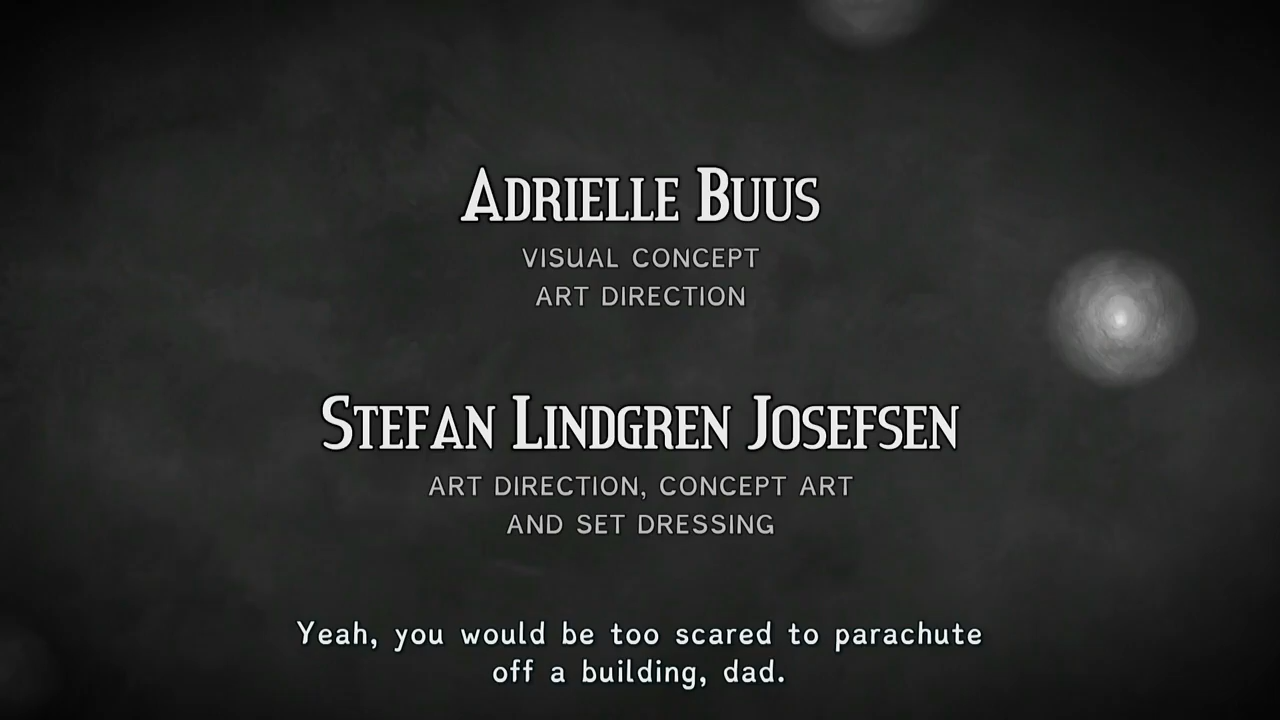 ADRIELLE BUUS
VISUAL CONCEPT
ART DIRECTION
STEFAN LINDGREN JOSEFSEN
ART DIRECTION, CONCEPT ART
AND SET DRESSING
Yeah, you would be too scared to parachute
off a building, dad.